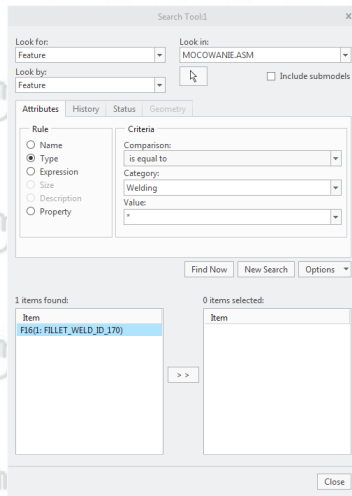 Search Tool:1 x
Look for: Look in:
Feature MOCOWANIE.ASM
Look by: Include submodels
Feature
Attributes History Status Geometry
Rule Criteria
Name Comparison:
Type is equal to
Expression Category:
Size Welding
Description Value:
Property *
Find Now New Search Options
1 items found: 0 items selected:
Item Item
F16(1: FILLET_WELD_ID_170)
> >
Close